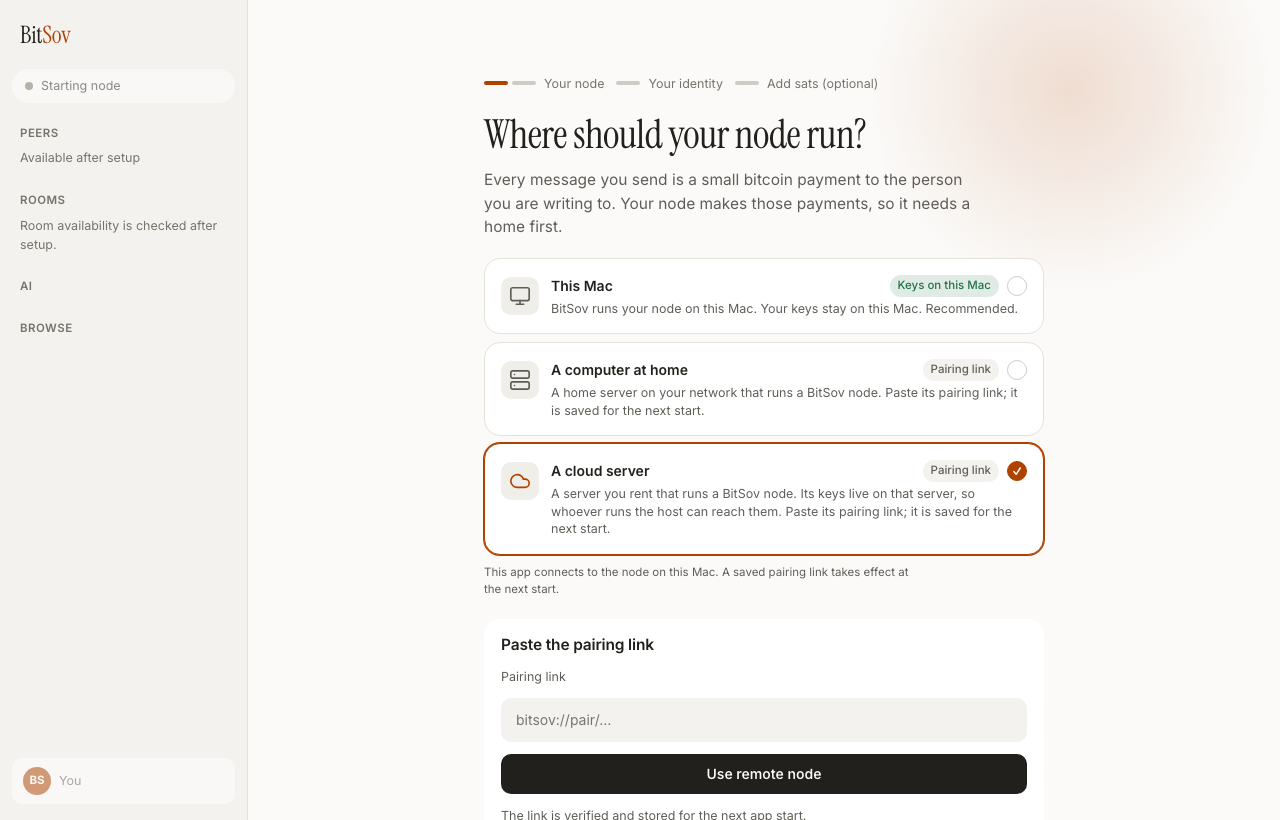 BitSov
Starting node
PEERS
Available after setup
ROOMS
Room availability is checked after
setup.
AI
BROWSE
BS You
Your node
Your identity
Add sats (optional)
Where should your node run?
Every message you send is a small bitcoin payment to the person
you are writing to. Your node makes those payments, so it needs a
home first.
This Mac
Keys on this Mac
BitSov runs your node on this Mac. Your keys stay on this Mac. Recommended.
A computer at home
Pairing link
A home server on your network that runs a BitSov node. Paste its pairing link; it
is saved for the next start.
A cloud server
Pairing link
A server you rent that runs a BitSov node. Its keys live on that server, so
whoever runs the host can reach them. Paste its pairing link; it is saved for the
next start.
This app connects to the node on this Mac. A saved pairing link takes effect at
the next start.
Paste the pairing link
Pairing link
bitsov://pair/...
Use remote node
The link is verified and stored for the next app start.